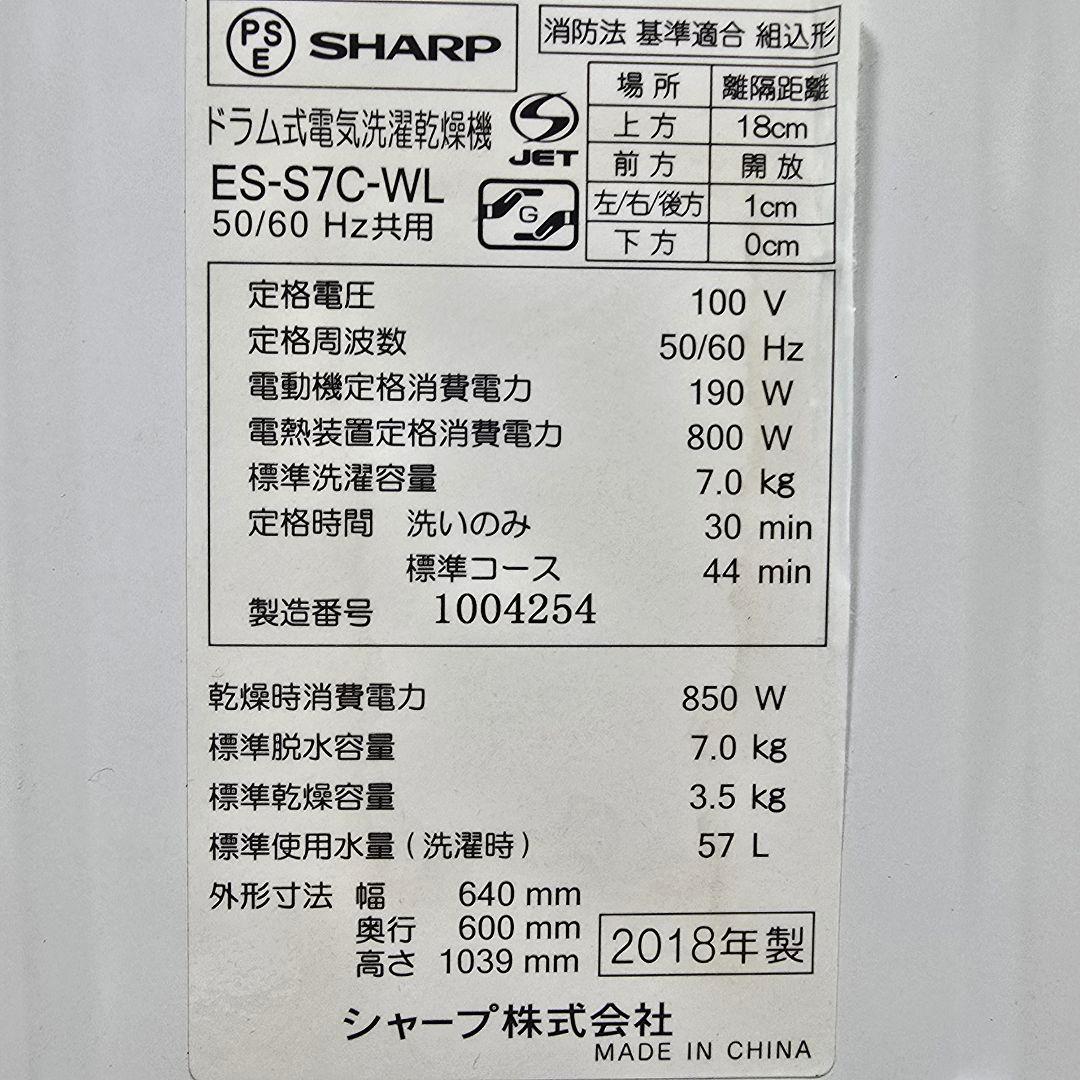 PS
E
SHARP
消防法 基準適合 組込形
場所 離隔距離
上方 18cm
前方 開放
左/右/後方 1cm
下方 0cm
ドラム式電気洗濯乾燥機
S
JET
ES-S7C-WL
G
50/60 Hz共用
定格電圧 100 V
定格周波数 50/60 Hz
電動機定格消費電力 190 W
電熱装置定格消費電力 800 W
標準洗濯容量 7.0 kg
定格時間 洗いのみ 30 min
標準コース 44 min
製造番号 1004254
乾燥時消費電力 850 W
標準脱水容量 7.0 kg
標準乾燥容量 3.5 kg
標準使用水量(洗濯時) 57 L
外形寸法 幅 640 mm
奥行 600 mm
高さ 1039 mm
2018年製
シャープ株式会社
MADE IN CHINA